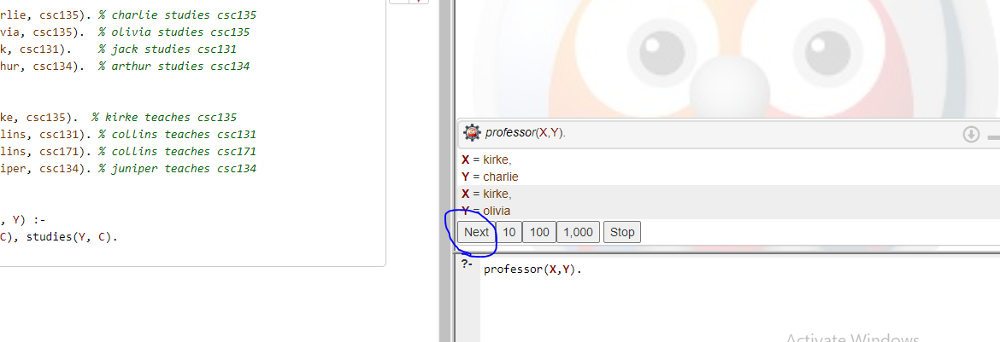 rlie, csc135). % charlie studies csc135
via, csc135). % olivia studies csc135
k, csc131). % jack studies csc131
hur, csc134). % arthur studies csc134
ke, csc135). % kirke teaches csc135
lins, csc131). % collins teaches csc131
lins, csc171). % collins teaches csc171
iper, csc134). % juniper teaches csc134
, Y) :-
C), studies(Y, C).
professor(X,Y).
X = kirke,
Y = charlie
X = kirke,
Y = olivia
Next 10 100 1,000 Stop
?- professor(X,Y).
Activate Windows